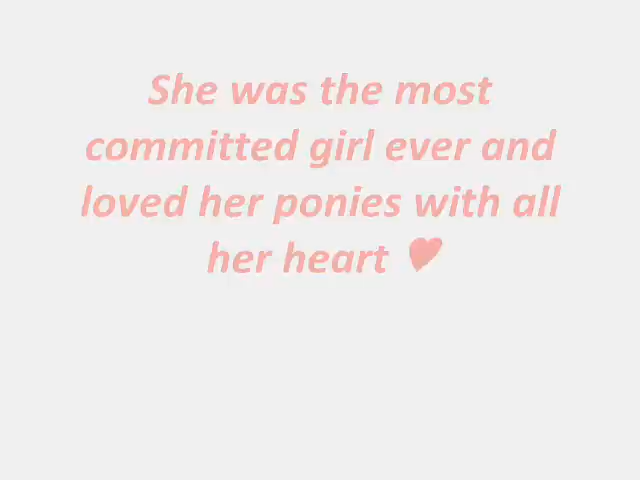 She was the most
committed girl ever and
loved her ponies with all
her heart ♥